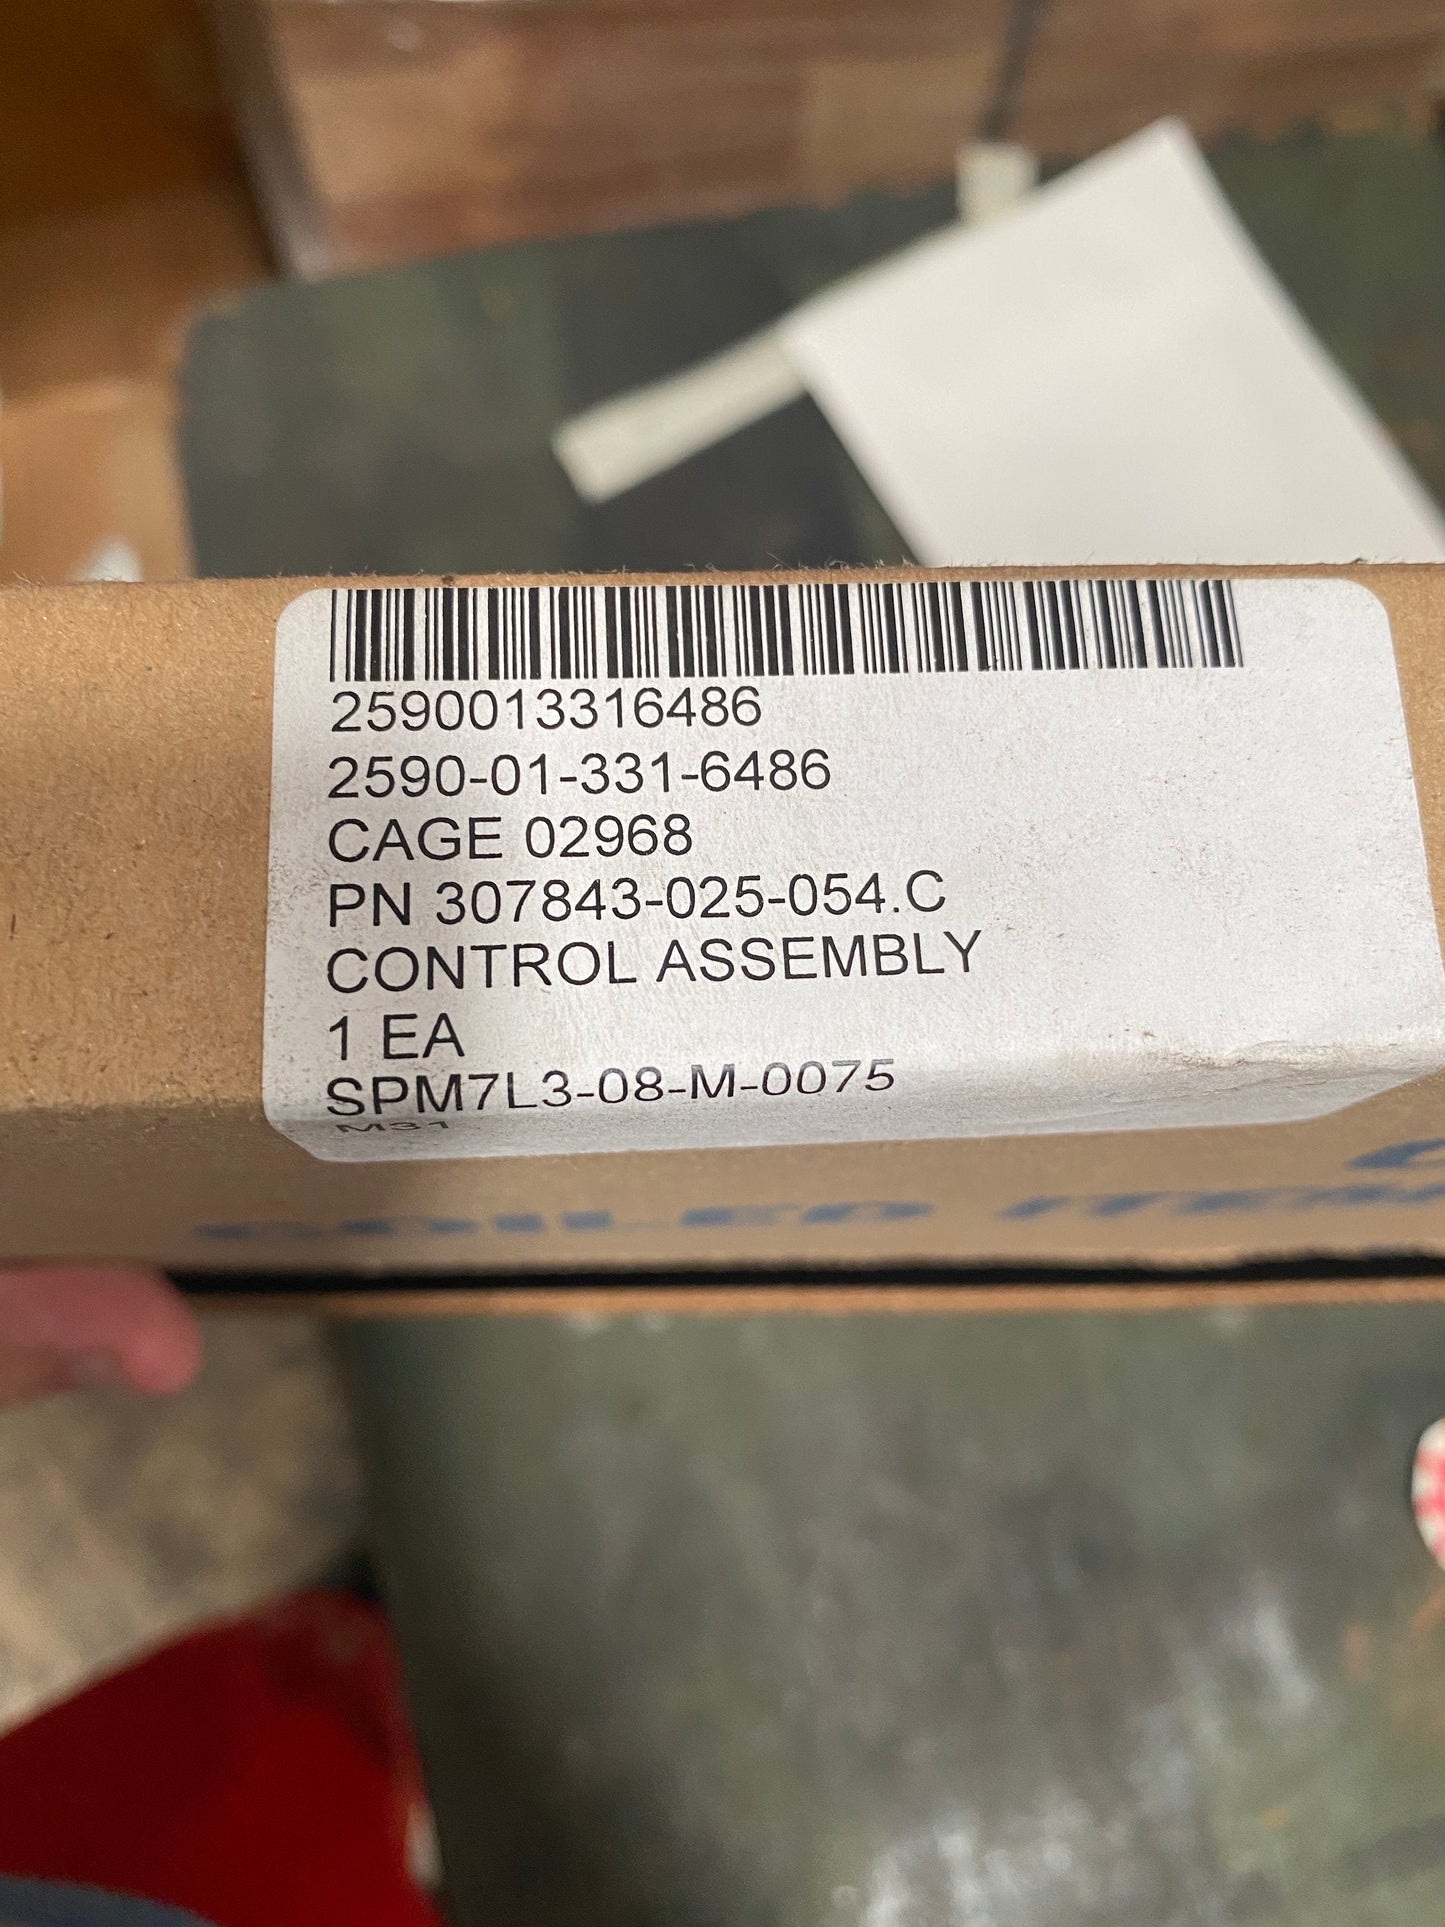 2590013316486
2590-01-331-6486
CAGE 02968
PN 307843-025-054.C
CONTROL ASSEMBLY
1 EA
SPM7L3-08-M-0075
M31